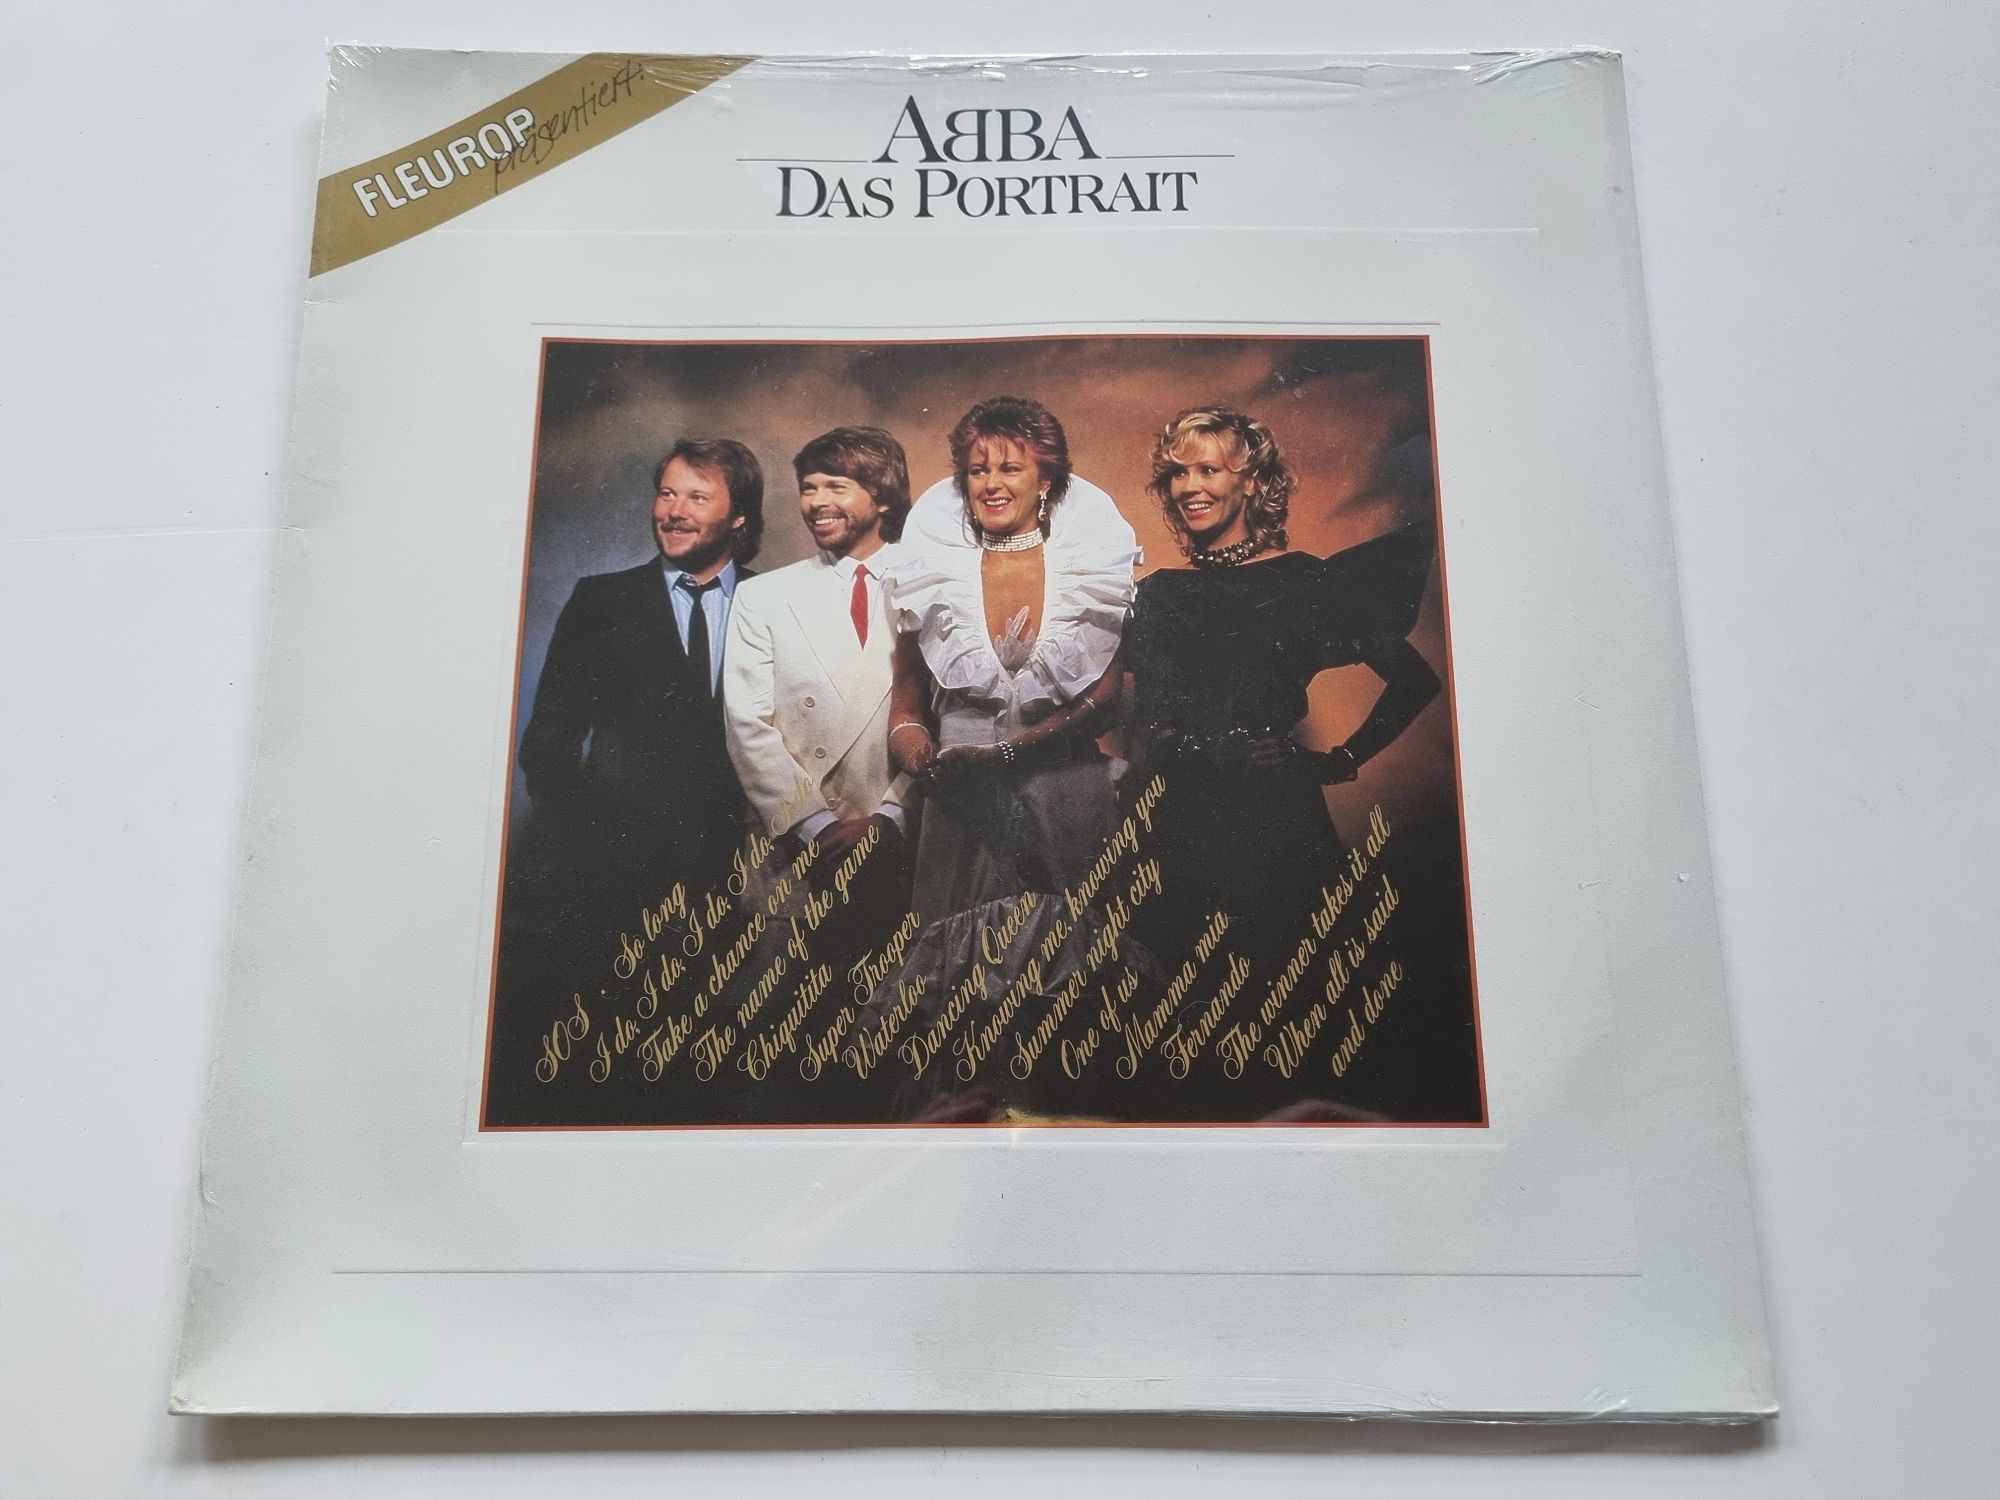 FLEUROP
präsentiert:
ABBA
DAS PORTRAIT
SOS · So long
I do, I do, I do, I do, I do, I do
Take a chance on me
The name of the game
Chiquitita
Super Trooper
Waterloo
Dancing Queen
Knowing me, knowing you
Summer night city
One of us
Mamma mia
Fernando
The winner takes it all
When all is said
and done